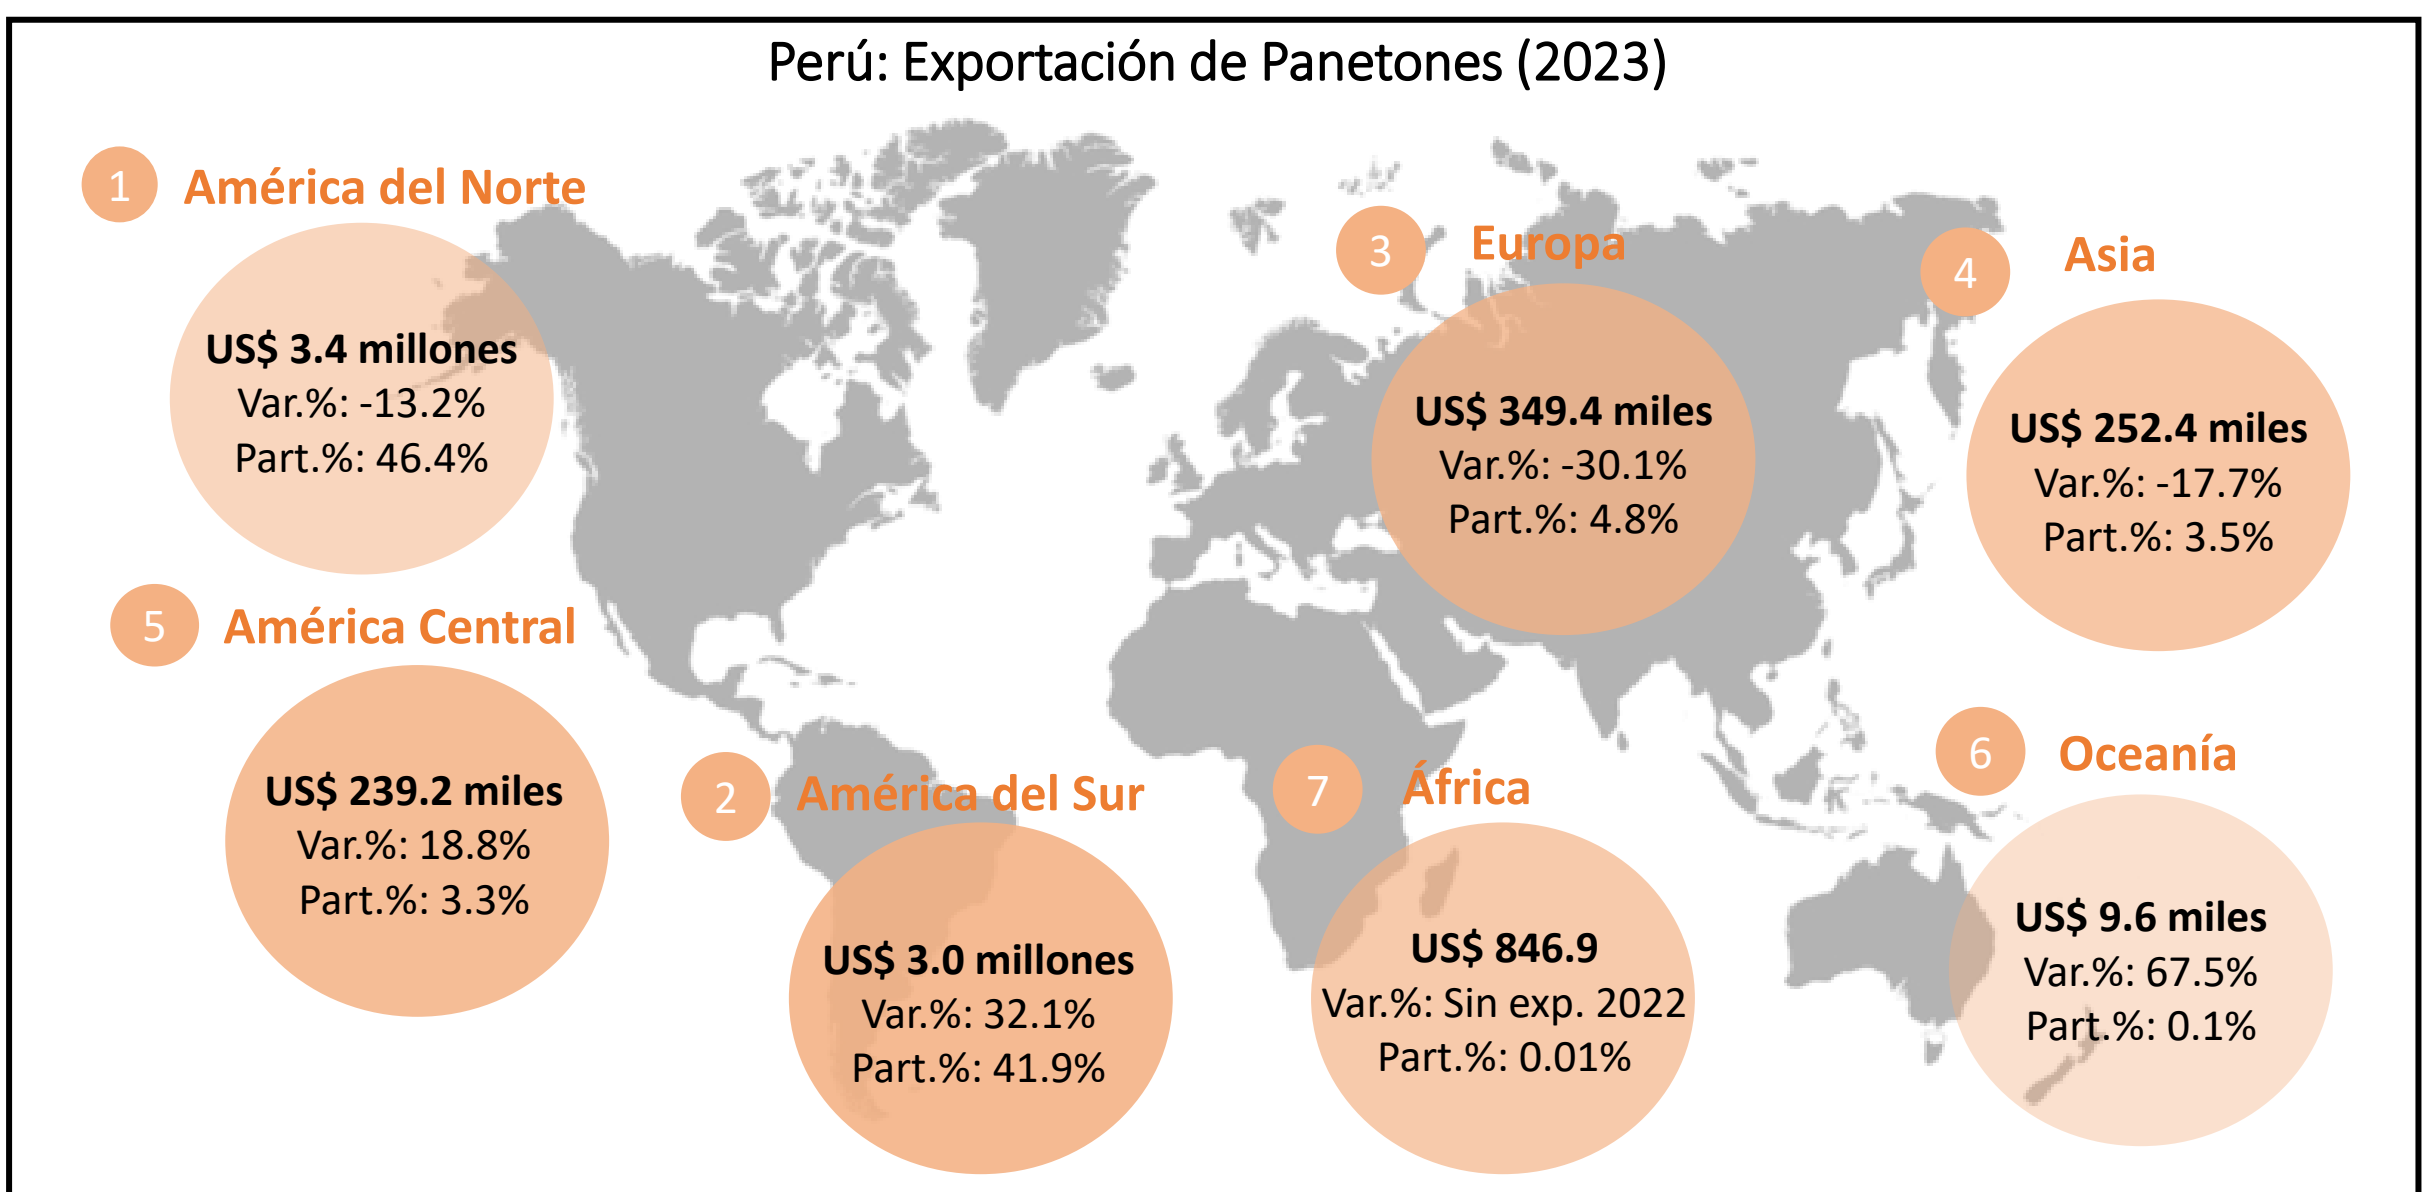 Perú: Exportación de Panetones (2023)
1 América del Norte
US$ 3.4 millones
Var.%: -13.2%
Part.%: 46.4%
3 Europa
US$ 349.4 miles
Var.%: -30.1%
Part.%: 4.8%
4 Asia
US$ 252.4 miles
Var.%: -17.7%
Part.%: 3.5%
5 América Central
US$ 239.2 miles
Var.%: 18.8%
Part.%: 3.3%
2 América del Sur
US$ 3.0 millones
Var.%: 32.1%
Part.%: 41.9%
7 África
US$ 846.9
Var.%: Sin exp. 2022
Part.%: 0.01%
6 Oceanía
US$ 9.6 miles
Var.%: 67.5%
Part.%: 0.1%